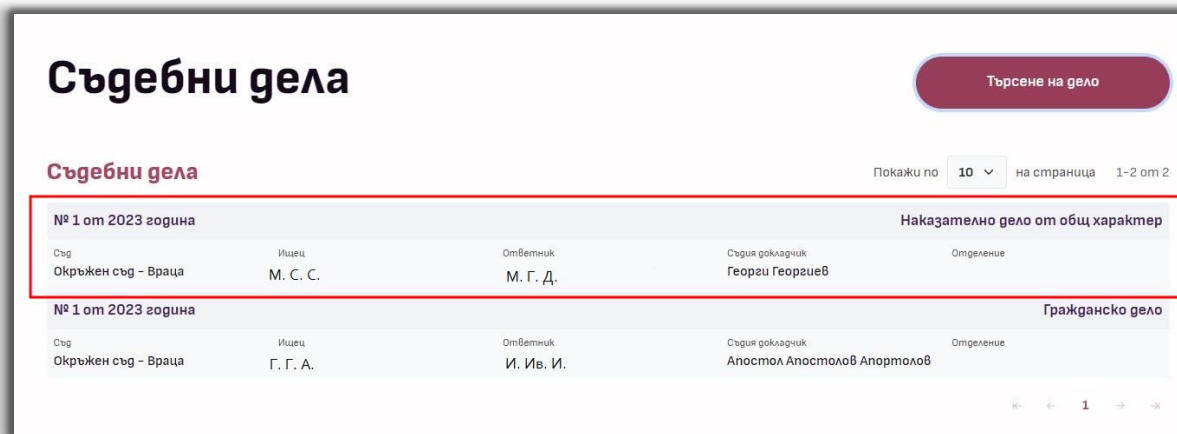 Съдебни дела
Търсене на дело
Съдебни дела
Покажи по 10 на страница 1-2 от 2
№ 1 от 2023 година Наказателно дело от общ характер
Съд Ищец Ответник Съдия докладчик Отделение
Окръжен съд - Враца М. С. С. М. Г. Д. Георги Георгиев
№ 1 от 2023 година Гражданско дело
Съд Ищец Ответник Съдия докладчик Отделение
Окръжен съд - Враца Г. Г. А. И. Ив. И. Апостол Апостолов Апортолов
1